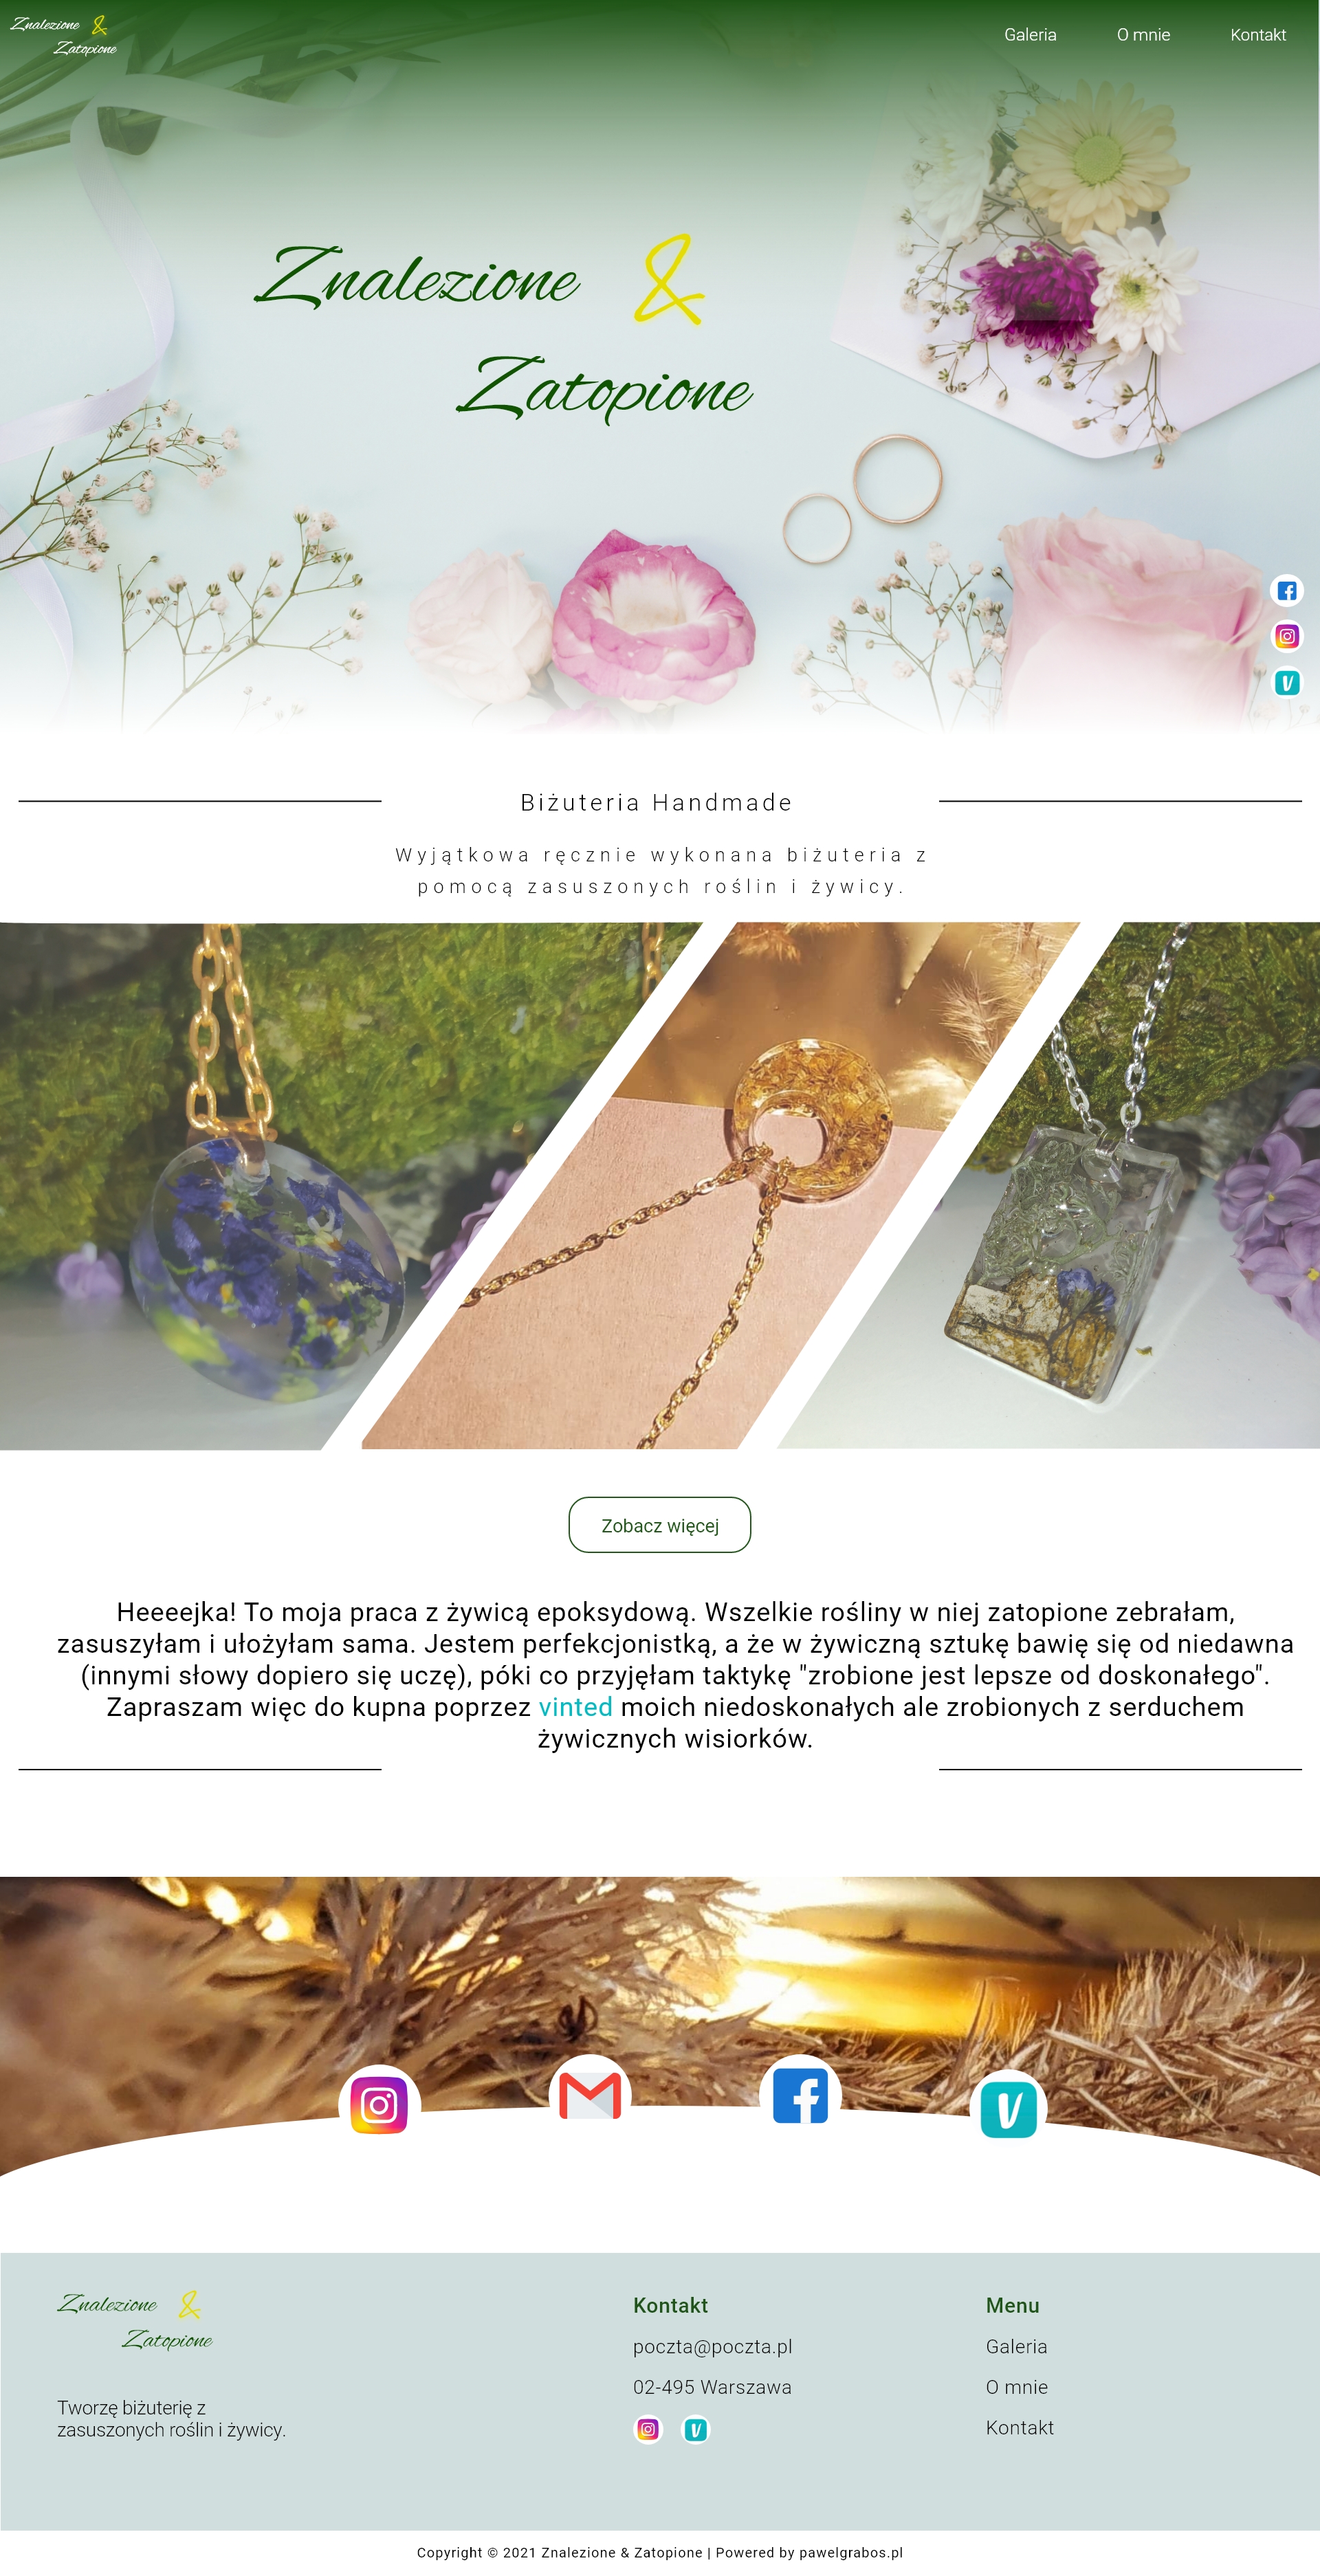 Znalezione &
Zatopione
Galeria
O mnie
Kontakt
Znalezione &
Zatopione
Biżuteria Handmade
Wyjątkowa ręcznie wykonana biżuteria z
pomocą zasuszonych roślin i żywicy.
Zobacz więcej
Heeeejka! To moja praca z żywicą epoksydową. Wszelkie rośliny w niej zatopione zebrałam,
zasuszyłam i ułożyłam sama. Jestem perfekcjonistką, a że w żywiczną sztukę bawię się od niedawna
(innymi słowy dopiero się uczę), póki co przyjęłam taktykę "zrobione jest lepsze od doskonałego".
Zapraszam więc do kupna poprzez vinted moich niedoskonałych ale zrobionych z serduchem
żywicznych wisiorków.
Znalezione &
Zatopione
Tworzę biżuterię z
zasuszonych roślin i żywicy.
Kontakt
poczta@poczta.pl
02-495 Warszawa
Menu
Galeria
O mnie
Kontakt
Copyright © 2021 Znalezione & Zatopione | Powered by pawelgrabos.pl